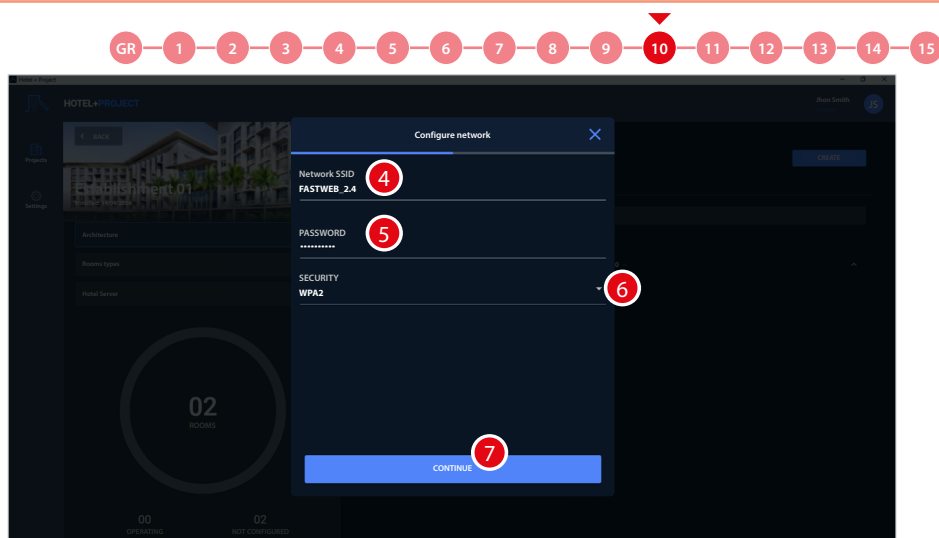 GR 1 2 3 4 5 6 7 8 9 10 11 12 13 14 15
Hotel + Project
HOTEL+PROJECT
Jhon Smith JS
BACK
Configure network
Projects
CREATE
Network SSID 4
FASTWEB_2.4
Establishment 01
Settings
PASSWORD 5
••••••••••
Architecture
Rooms types
SECURITY
WPA2 6
Hotel Server
02
ROOMS
7
CONTINUE
00 02
OPERATING NOT CONFIGURED